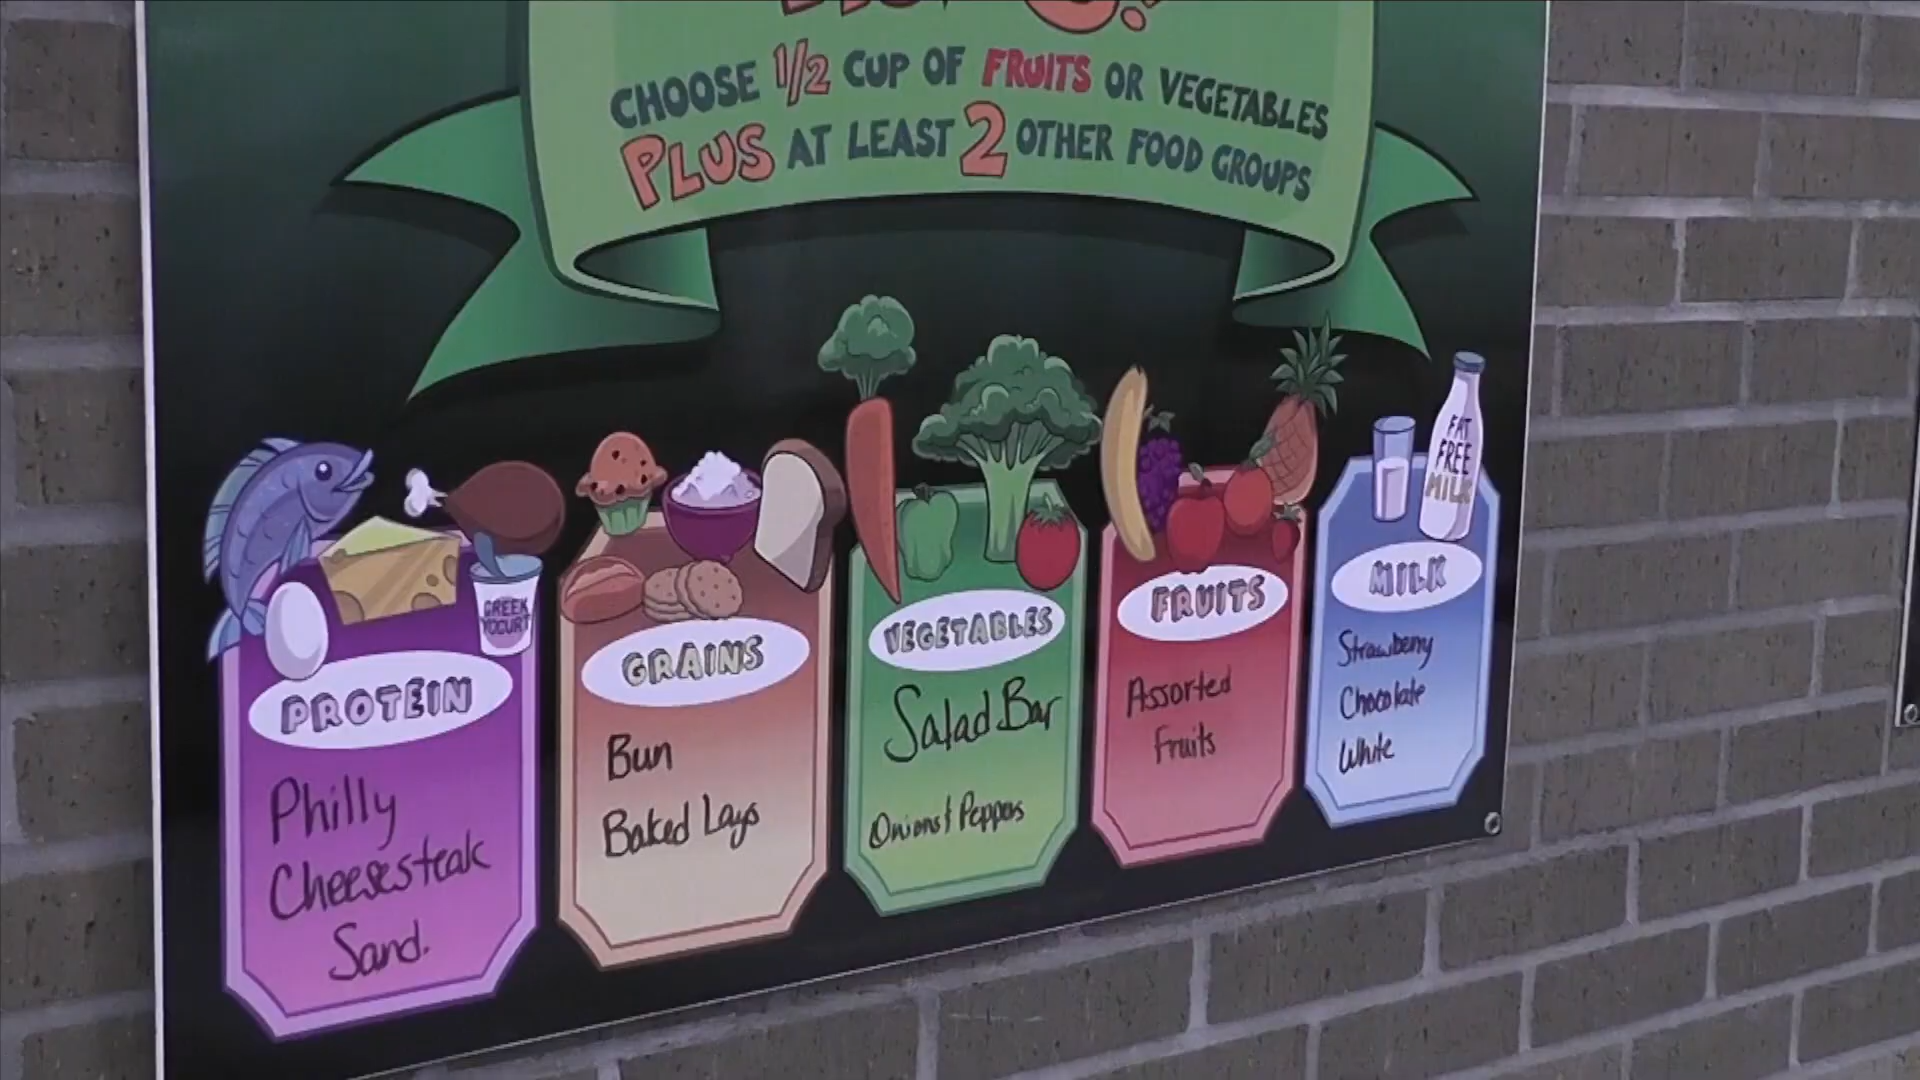 CHOOSE 1/2 CUP OF FRUITS OR VEGETABLES
PLUS AT LEAST 2 OTHER FOOD GROUPS
GREEK
YOGURT
FAT
FREE
MILK
PROTEIN
Philly
Cheesesteak
Sand.
GRAINS
Bun
Baked Lays
VEGETABLES
Salad Bar
Onions & Peppers
FRUITS
Assorted
Fruits
MILK
Strawberry
Chocolate
White